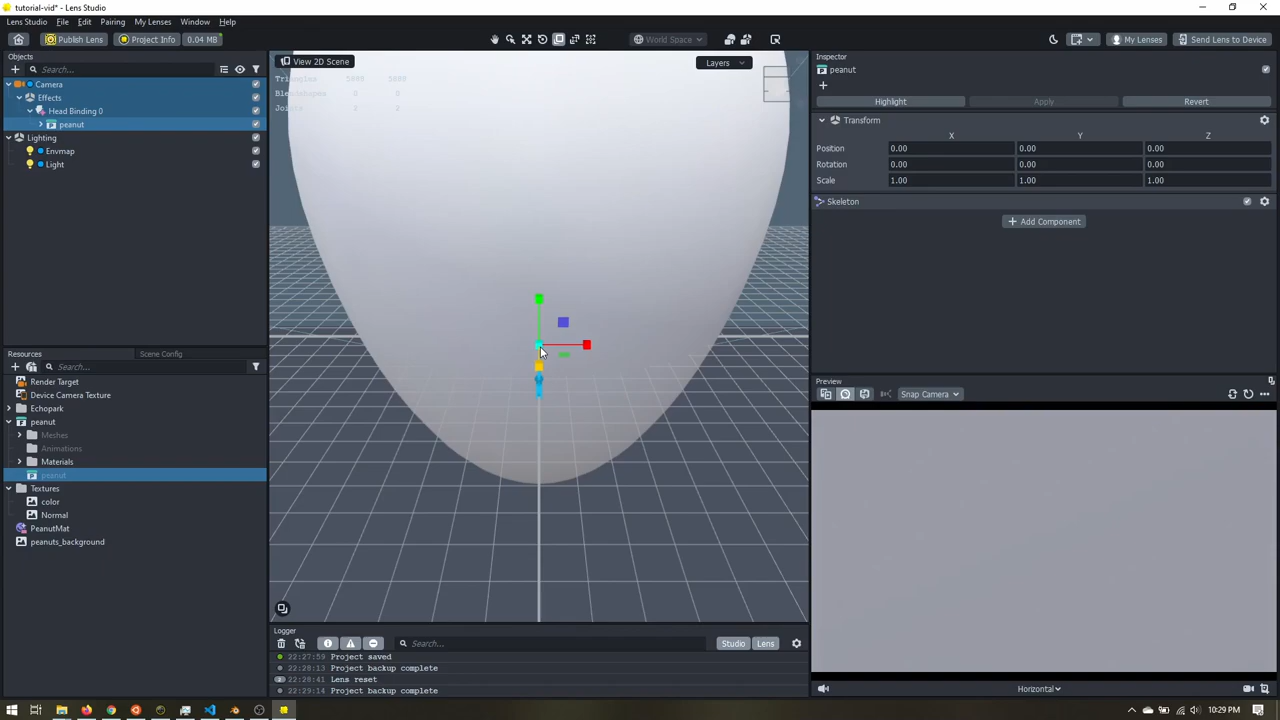 tutorial-vid* - Lens Studio
Lens Studio File Edit Pairing My Lenses Window Help
Publish Lens Project Info 0.04 MB World Space My Lenses Send Lens to Device
Objects
Search...
Camera
Effects
Head Binding 0
peanut
Lighting
Envmap
Light
Resources Scene Config
Search...
Render Target
Device Camera Texture
Echopark
peanut
Meshes
Animations
Materials
peanut
Textures
color
Normal
PeanutMat
peanuts_background
View 2D Scene Layers
Triangles
Joints
Logger
Search... Studio Lens
22:27:59 Project saved
22:28:13 Project backup complete
22:28:41 Lens reset
22:29:14 Project backup complete
Inspector
peanut
Highlight Apply Revert
Transform
X Y Z
Position 0.00 0.00 0.00
Rotation 0.00 0.00 0.00
Scale 1.00 1.00 1.00
Skeleton
Add Component
Preview
Snap Camera
Horizontal
10:29 PM